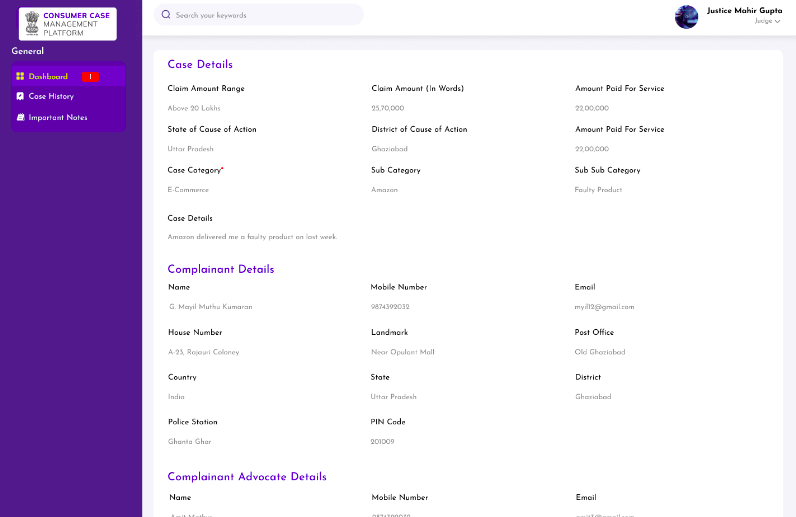 CONSUMER CASE
MANAGEMENT
PLATFORM
Search your keywords
Justice Mahir Gupta
Judge
General
Dashboard 1
Case History
Important Notes
Case Details
Claim Amount Range Claim Amount (In Words) Amount Paid For Service
Above 20 Lakhs 25,70,000 22,00,000
State of Cause of Action District of Cause of Action Amount Paid For Service
Uttar Pradesh Ghaziabad 22,00,000
Case Category* Sub Category Sub Sub Category
E-Commerce Amazon Faulty Product
Case Details
Amazon delivered me a faulty product on last week.
Complainant Details
Name Mobile Number Email
G. Mayil Muthu Kumaran 9874392032 myil12@gmail.com
House Number Landmark Post Office
A-23, Rajauri Coloney Near Opulent Mall Old Ghaziabad
Country State District
India Uttar Pradesh Ghaziabad
Police Station PIN Code
Ghanta Ghar 201009
Complainant Advocate Details
Name Mobile Number Email